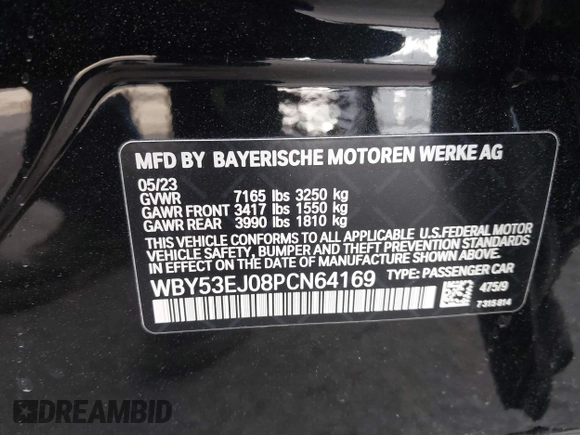 MFD BY BAYERISCHE MOTOREN WERKE AG
05/23
GVWR 7165 lbs 3250 kg
GAWR FRONT 3417 lbs 1550 kg
GAWR REAR 3990 lbs 1810 kg
THIS VEHICLE CONFORMS TO ALL APPLICABLE U.S.FEDERAL MOTOR
VEHICLE SAFETY, BUMPER AND THEFT PREVENTION STANDARDS
IN EFFECT ON THE DATE OF MANUFACTURE SHOWN ABOVE.
WBY53EJ08PCN64169 TYPE: PASSENGER CAR
475/9
7315814
DREAMBID